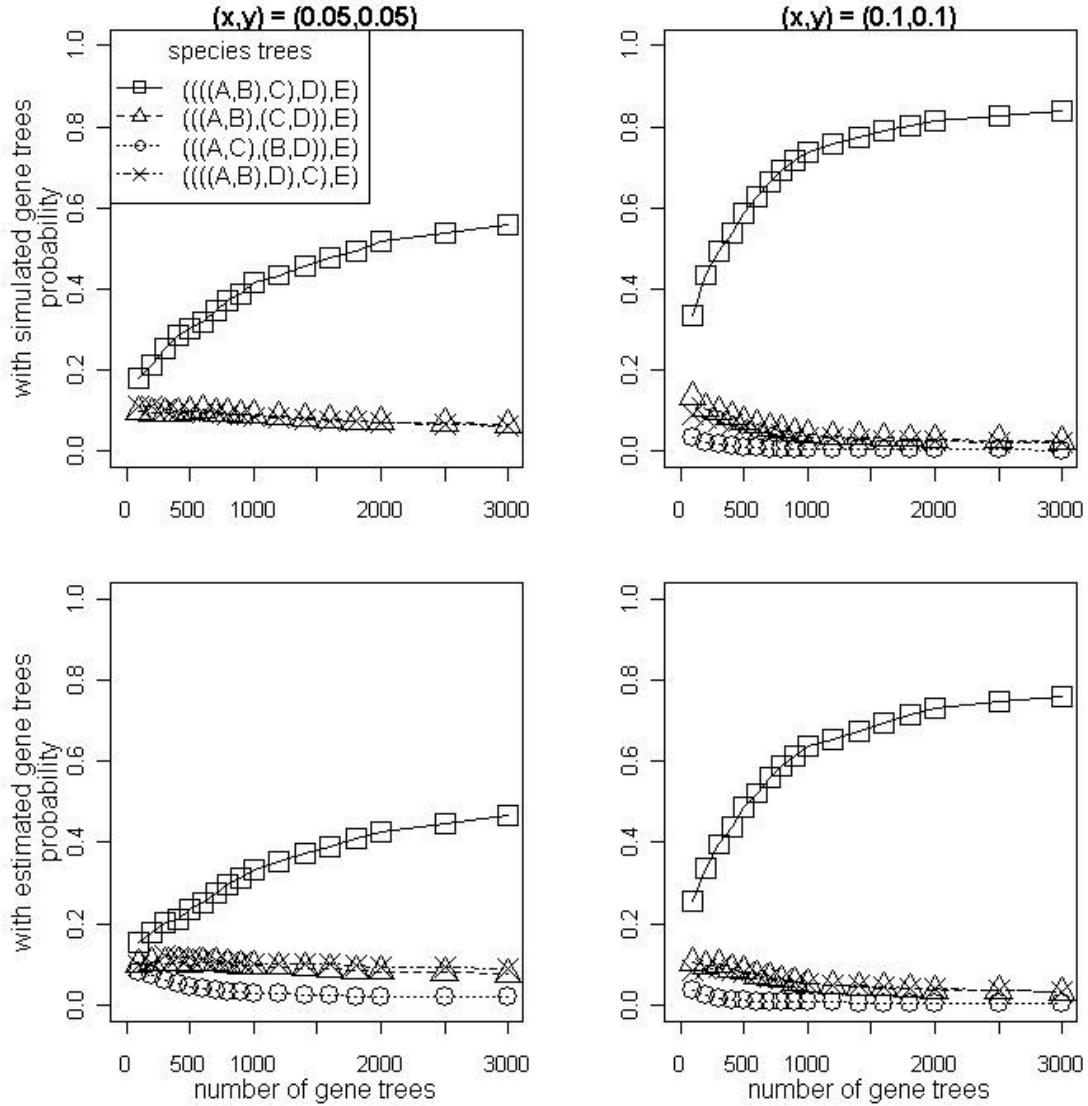 (x,y) = (0.05,0.05)
(x,y) = (0.1,0.1)
species trees
((((A,B),C),D),E)
(((A,B),(C,D)),E)
(((A,C),(B,D)),E)
((((A,B),D),C),E)
with simulated gene trees
probability
0.0 0.2 0.4 0.6 0.8 1.0
0 500 1000 2000 3000
0.0 0.2 0.4 0.6 0.8 1.0
0 500 1000 2000 3000
with estimated gene trees
probability
0.0 0.2 0.4 0.6 0.8 1.0
0 500 1000 2000 3000
number of gene trees
0.0 0.2 0.4 0.6 0.8 1.0
0 500 1000 2000 3000
number of gene trees